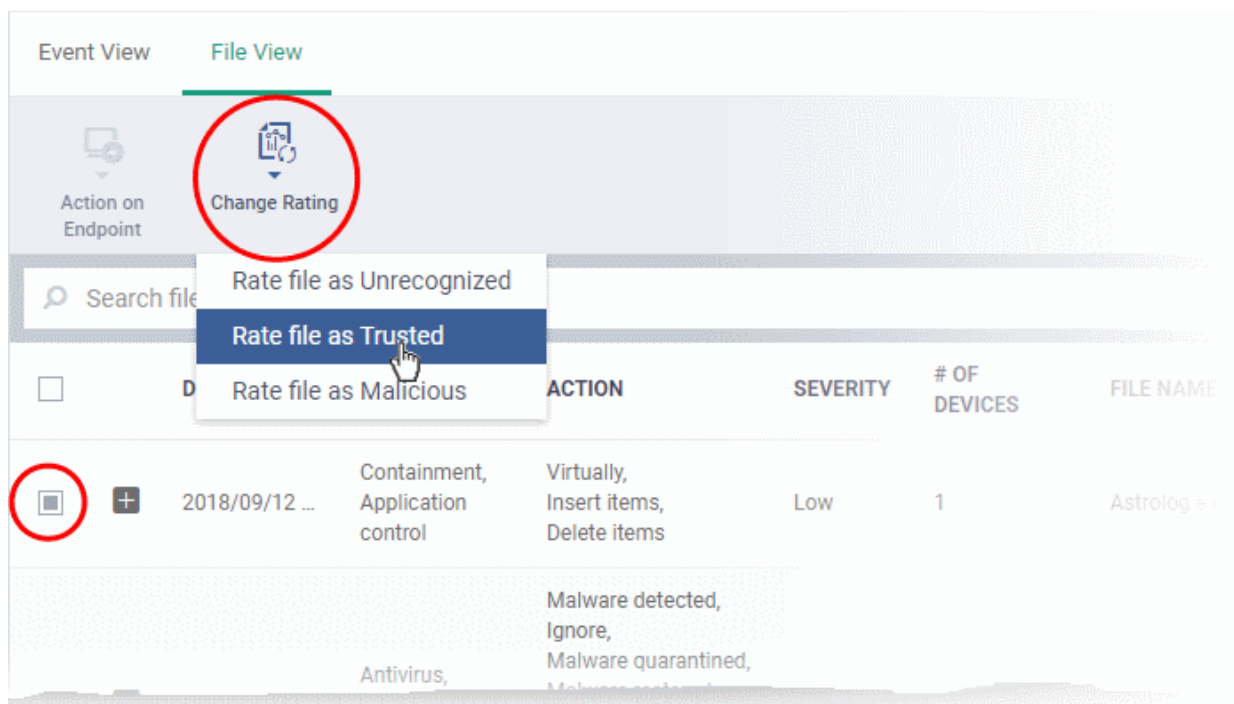 Event View File View
Action on
Endpoint
Change Rating
Rate file as Unrecognized
Rate file as Trusted
Rate file as Malicious
Search file
D ACTION SEVERITY # OF
DEVICES
FILE NAME
2018/09/12 ...
Containment,
Application
control
Virtually,
Insert items,
Delete items
Low
1
Astrolog
Antivirus,
Malware detected,
Ignore,
Malware quarantined,